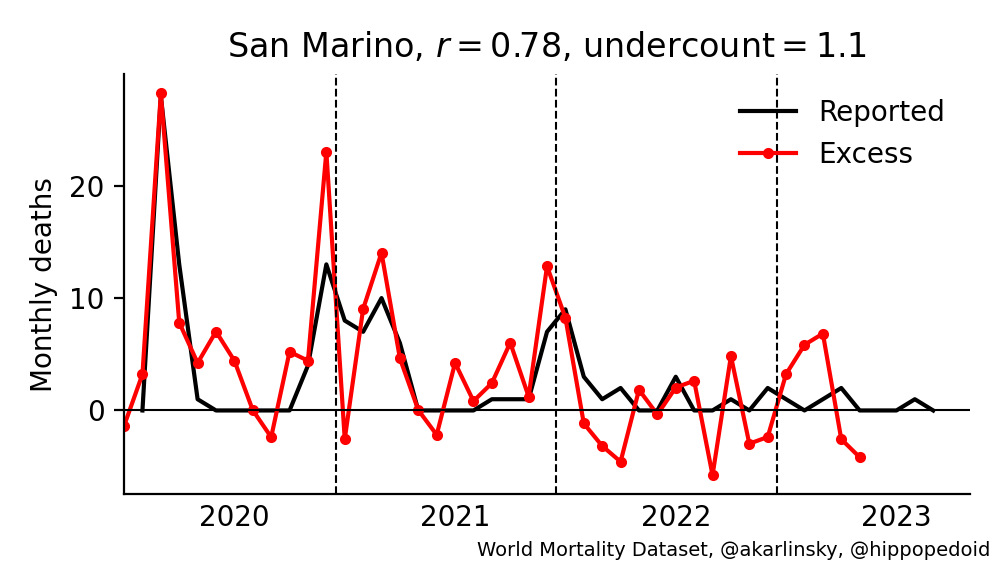 San Marino, r = 0.78, undercount = 1.1
Reported
Excess
Monthly deaths
20
10
0
2020 2021 2022 2023
World Mortality Dataset, @akarlinsky, @hippopedoid